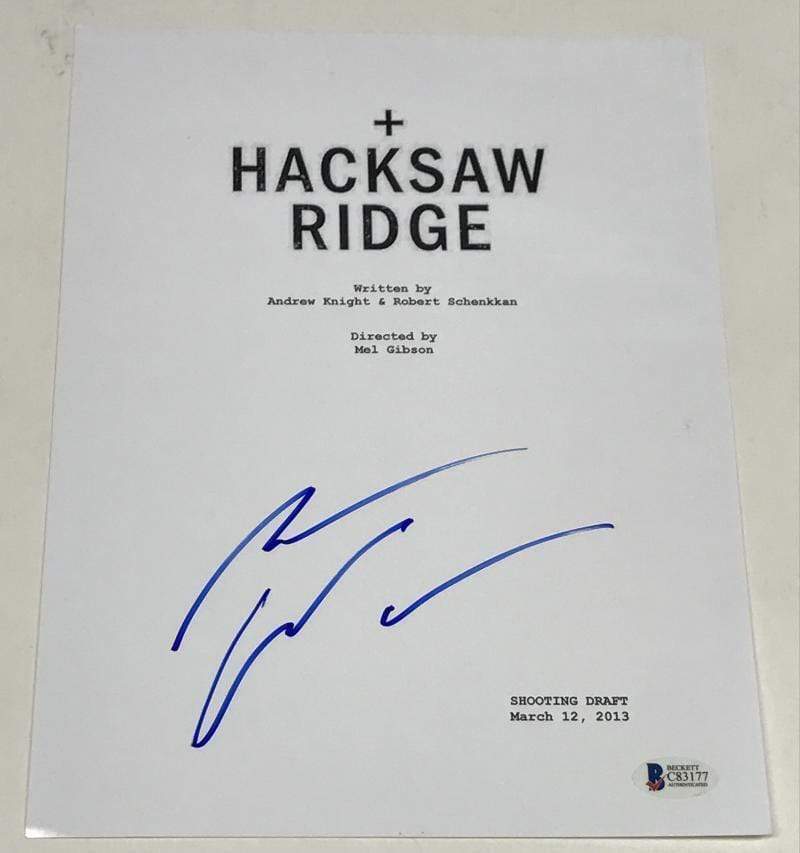 +
HACKSAW
RIDGE
Written by
Andrew Knight & Robert Schenkkan
Directed by
Mel Gibson
SHOOTING DRAFT
March 12, 2013
BECKETT
C83177
AUTHENTICATED